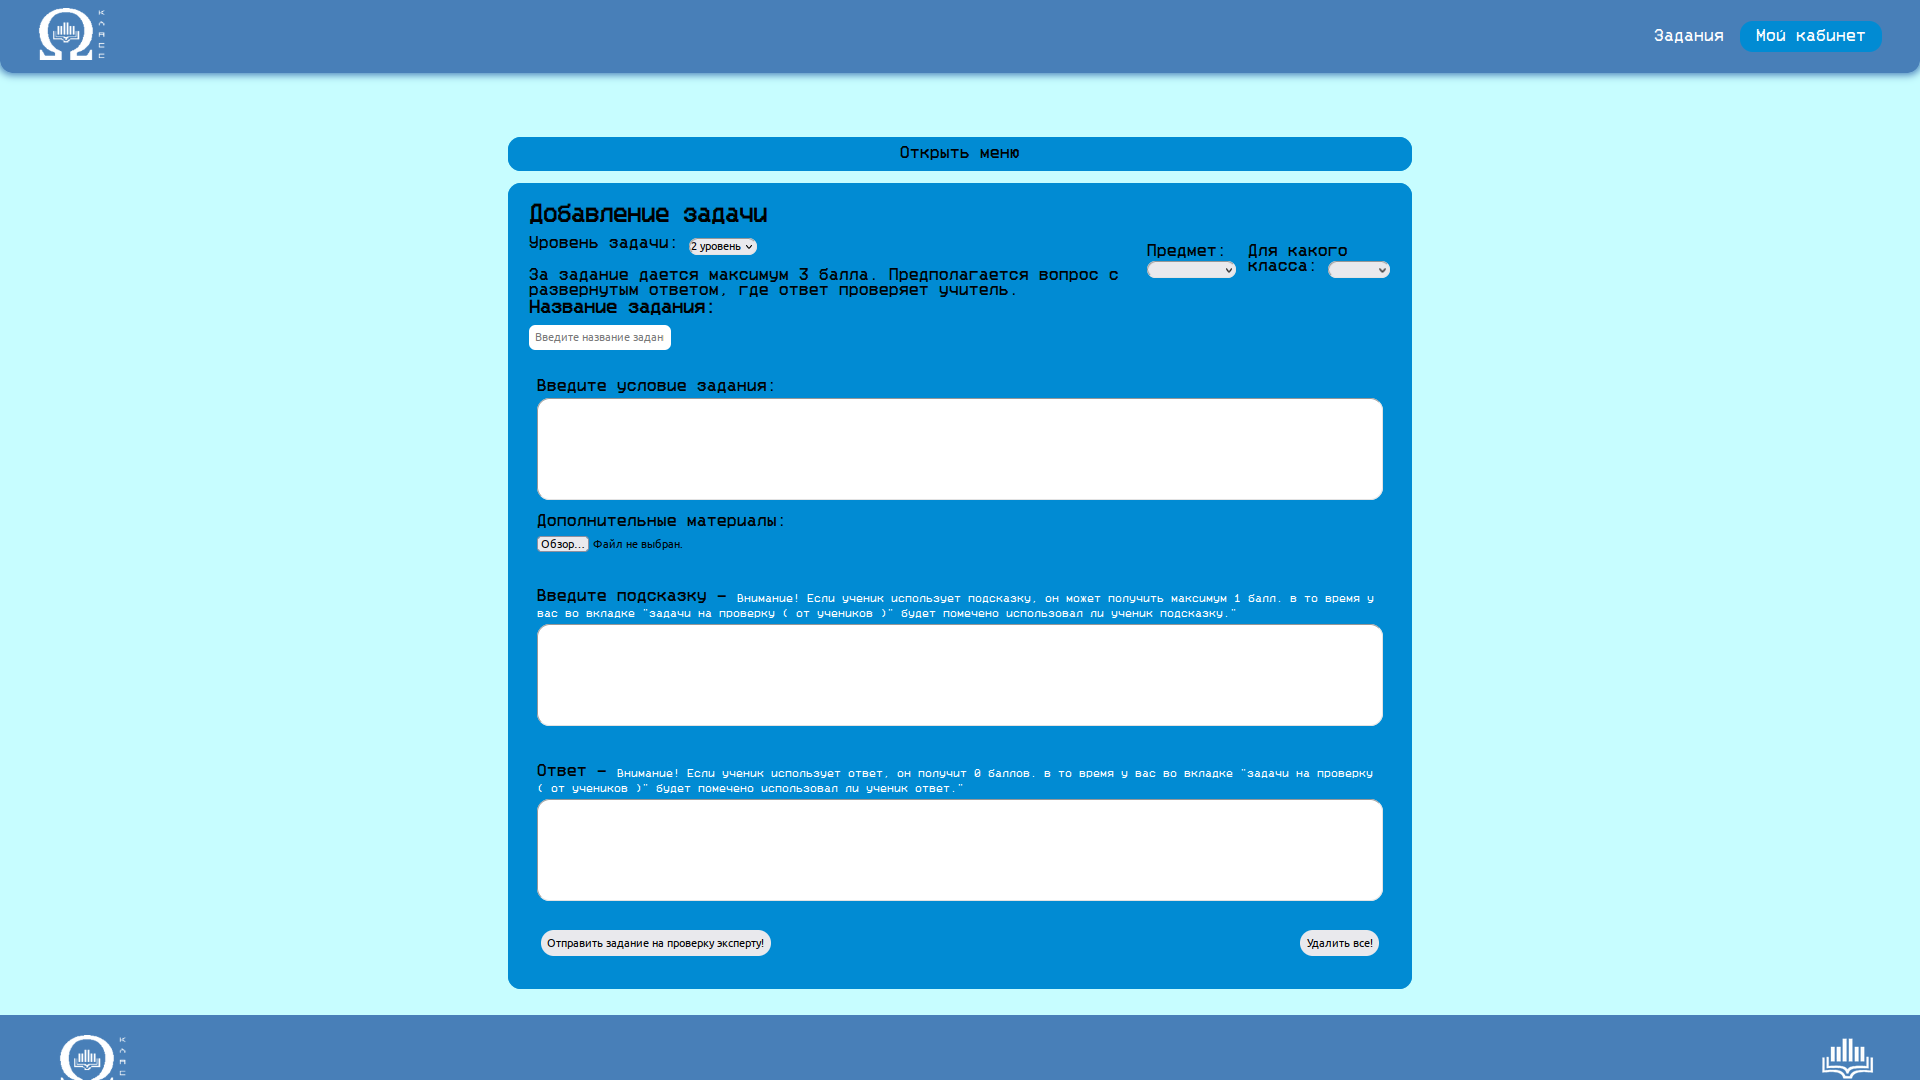 Задания
Мой кабинет
Открыть меню
Добавление задачи
Уровень задачи: 2 уровень
Предмет:
Для какого
класса:
За задание дается максимум 3 балла. Предполагается вопрос с
развернутым ответом, где ответ проверяет учитель.
Название задания:
Введите название задан
Введите условие задания:
Дополнительные материалы:
Обзор... Файл не выбран.
Введите подсказку - Внимание! Если ученик использует подсказку, он может получить максимум 1 балл. в то время у
вас во вкладке "задачи на проверку ( от учеников )" будет помечено использовал ли ученик подсказку."
Ответ - Внимание! Если ученик использует ответ, он получит 0 баллов. в то время у вас во вкладке "задачи на проверку
( от учеников )" будет помечено использовал ли ученик ответ."
Отправить задание на проверку эксперту!
Удалить все!